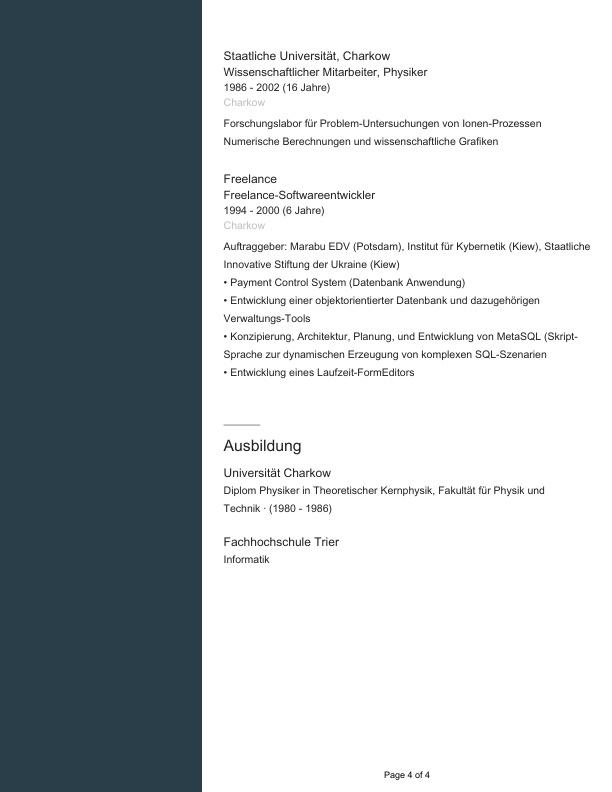 Staatliche Universität, Charkow
Wissenschaftlicher Mitarbeiter, Physiker
1986 - 2002 (16 Jahre)
Charkow
Forschungslabor für Problem-Untersuchungen von Ionen-Prozessen
Numerische Berechnungen und wissenschaftliche Grafiken
Freelance
Freelance-Softwareentwickler
1994 - 2000 (6 Jahre)
Charkow
Auftraggeber: Marabu EDV (Potsdam), Institut für Kybernetik (Kiew), Staatliche
Innovative Stiftung der Ukraine (Kiew)
• Payment Control System (Datenbank Anwendung)
• Entwicklung einer objektorientierter Datenbank und dazugehörigen
Verwaltungs-Tools
• Konzipierung, Architektur, Planung, und Entwicklung von MetaSQL (Skript-
Sprache zur dynamischen Erzeugung von komplexen SQL-Szenarien
• Entwicklung eines Laufzeit-FormEditors
Ausbildung
Universität Charkow
Diplom Physiker in Theoretischer Kernphysik, Fakultät für Physik und
Technik · (1980 - 1986)
Fachhochschule Trier
Informatik
Page 4 of 4